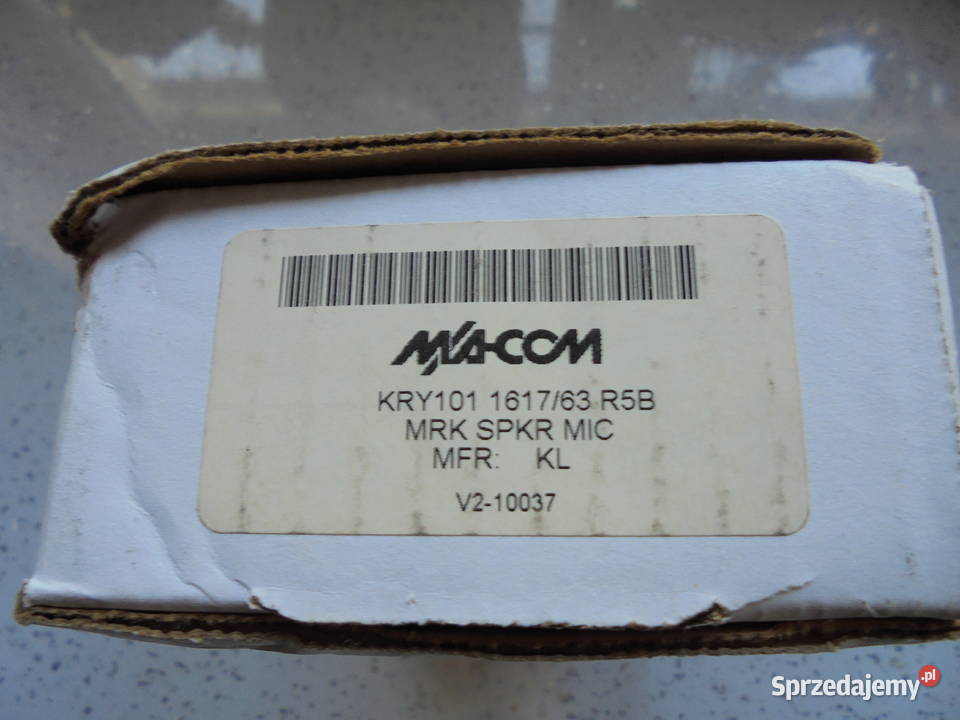 M/A-COM
KRY101 1617/63 R5B
MRK SPKR MIC
MFR: KL
V2-10037
Sprzedajemy.pl